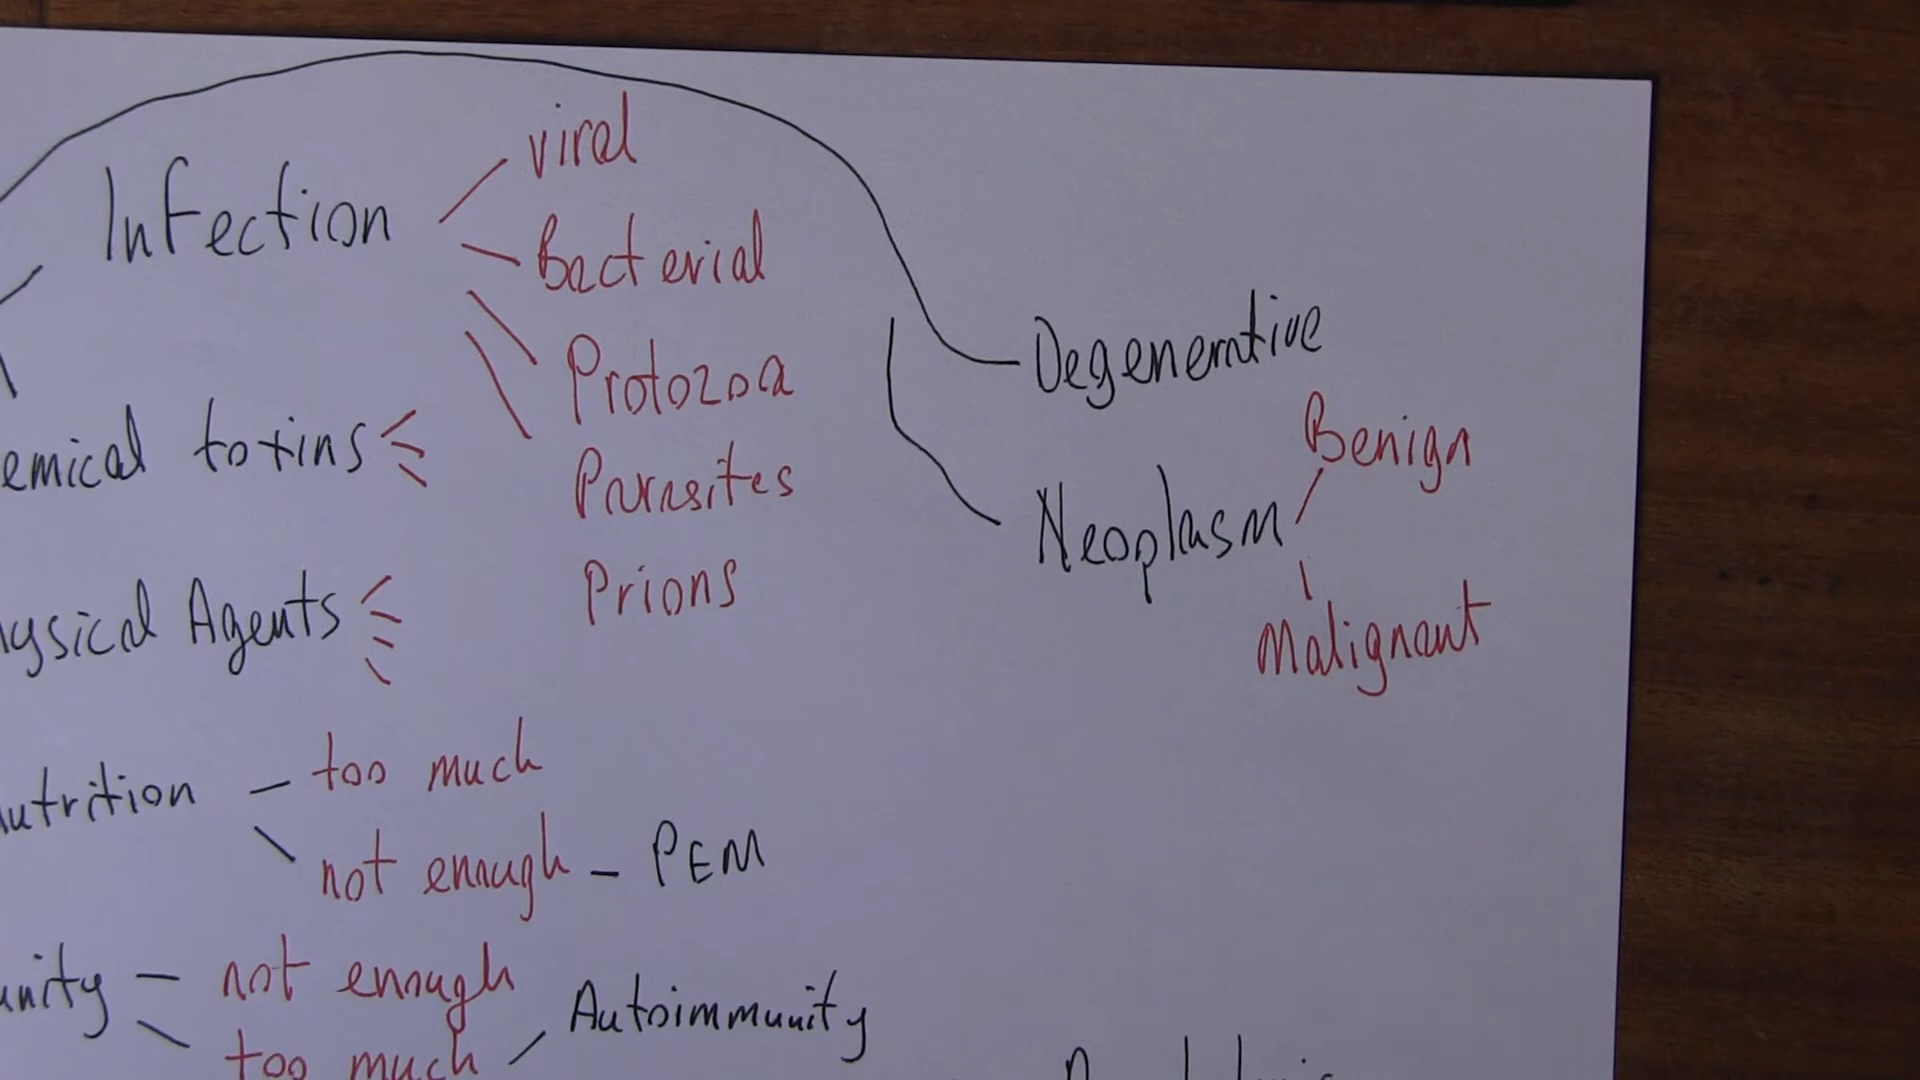 Infection
viral
Bacterial
Protozoa
Parasites
Prions
emical toxins
ysical Agents
utrition - too much
not enough - PEM
unity - not enough
too much
Autoimmunity
Degenerative
Neoplasm
Benign
Malignant